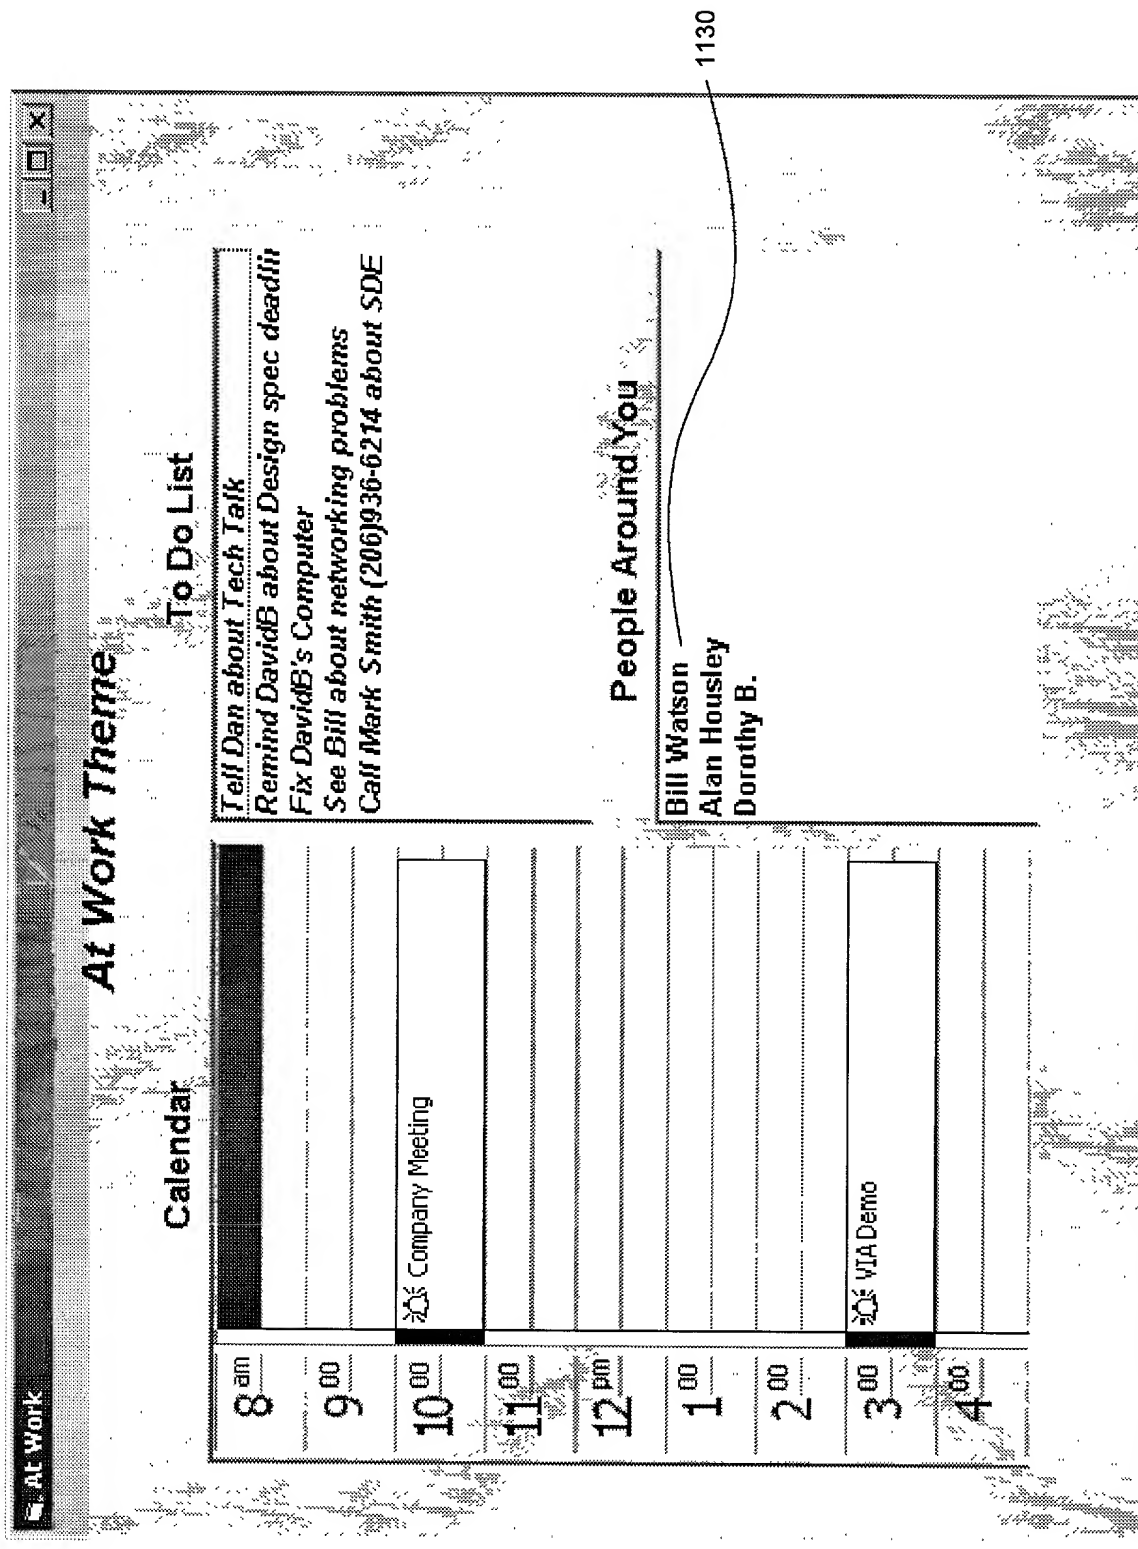 At Work
At Work Theme
Calendar
8 am
9 00
10 00
Company Meeting
11 00
12 pm
1 00
2 00
3 00
VIA Demo
4 00
To Do List
Tell Dan about Tech Talk
Remind DavidB about Design spec deadlin
Fix DavidB's Computer
See Bill about networking problems
Call Mark Smith (206)936-6214 about SDE
People Around You
Bill Watson
Alan Housley
Dorothy B.
1130